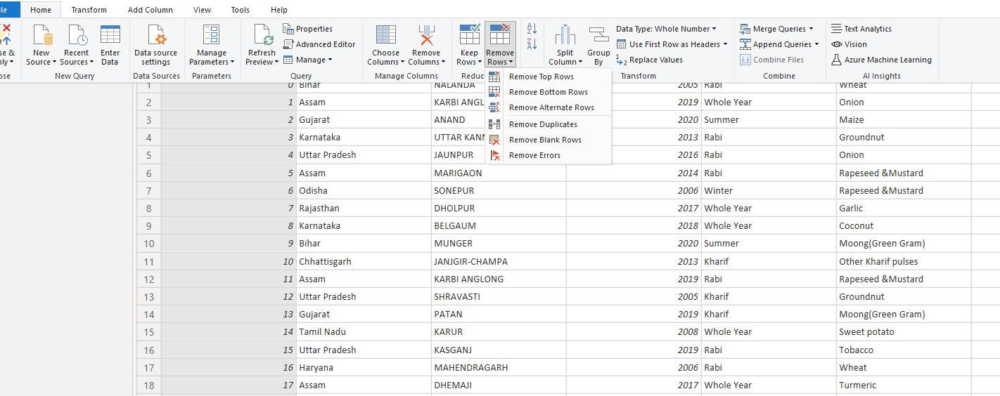 le Home Transform Add Column View Tools Help
se &
ply
ose
New
Source
Recent
Sources
Enter
Data
New Query
Data source
settings
Data Sources
Manage
Parameters
Parameters
Refresh
Preview
Properties
Advanced Editor
Manage
Query
Choose
Columns
Remove
Columns
Manage Columns
Keep
Rows
Remove
Rows
Reduc
A
Z
Z
A
Split
Column
Group
By
Data Type: Whole Number
Use First Row as Headers
1 2 Replace Values
Transform
Merge Queries
Append Queries
Combine Files
Combine
Text Analytics
Vision
Azure Machine Learning
AI Insights
Remove Top Rows
Remove Bottom Rows
Remove Alternate Rows
Remove Duplicates
Remove Blank Rows
Remove Errors
1 0 Bihar NALANDA 2005 Rabi Wheat
2 1 Assam KARBI ANGL 2019 Whole Year Onion
3 2 Gujarat ANAND 2020 Summer Maize
4 3 Karnataka UTTAR KANN 2013 Rabi Groundnut
5 4 Uttar Pradesh JAUNPUR 2016 Rabi Onion
6 5 Assam MARIGAON 2014 Rabi Rapeseed &Mustard
7 6 Odisha SONEPUR 2006 Winter Rapeseed &Mustard
8 7 Rajasthan DHOLPUR 2017 Whole Year Garlic
9 8 Karnataka BELGAUM 2018 Whole Year Coconut
10 9 Bihar MUNGER 2020 Summer Moong(Green Gram)
11 10 Chhattisgarh JANJGIR-CHAMPA 2013 Kharif Other Kharif pulses
12 11 Assam KARBI ANGLONG 2019 Rabi Rapeseed &Mustard
13 12 Uttar Pradesh SHRAVASTI 2005 Kharif Groundnut
14 13 Gujarat PATAN 2019 Kharif Moong(Green Gram)
15 14 Tamil Nadu KARUR 2008 Whole Year Sweet potato
16 15 Uttar Pradesh KASGANJ 2019 Rabi Tobacco
17 16 Haryana MAHENDRAGARH 2006 Rabi Wheat
18 17 Assam DHEMAJI 2017 Whole Year Turmeric